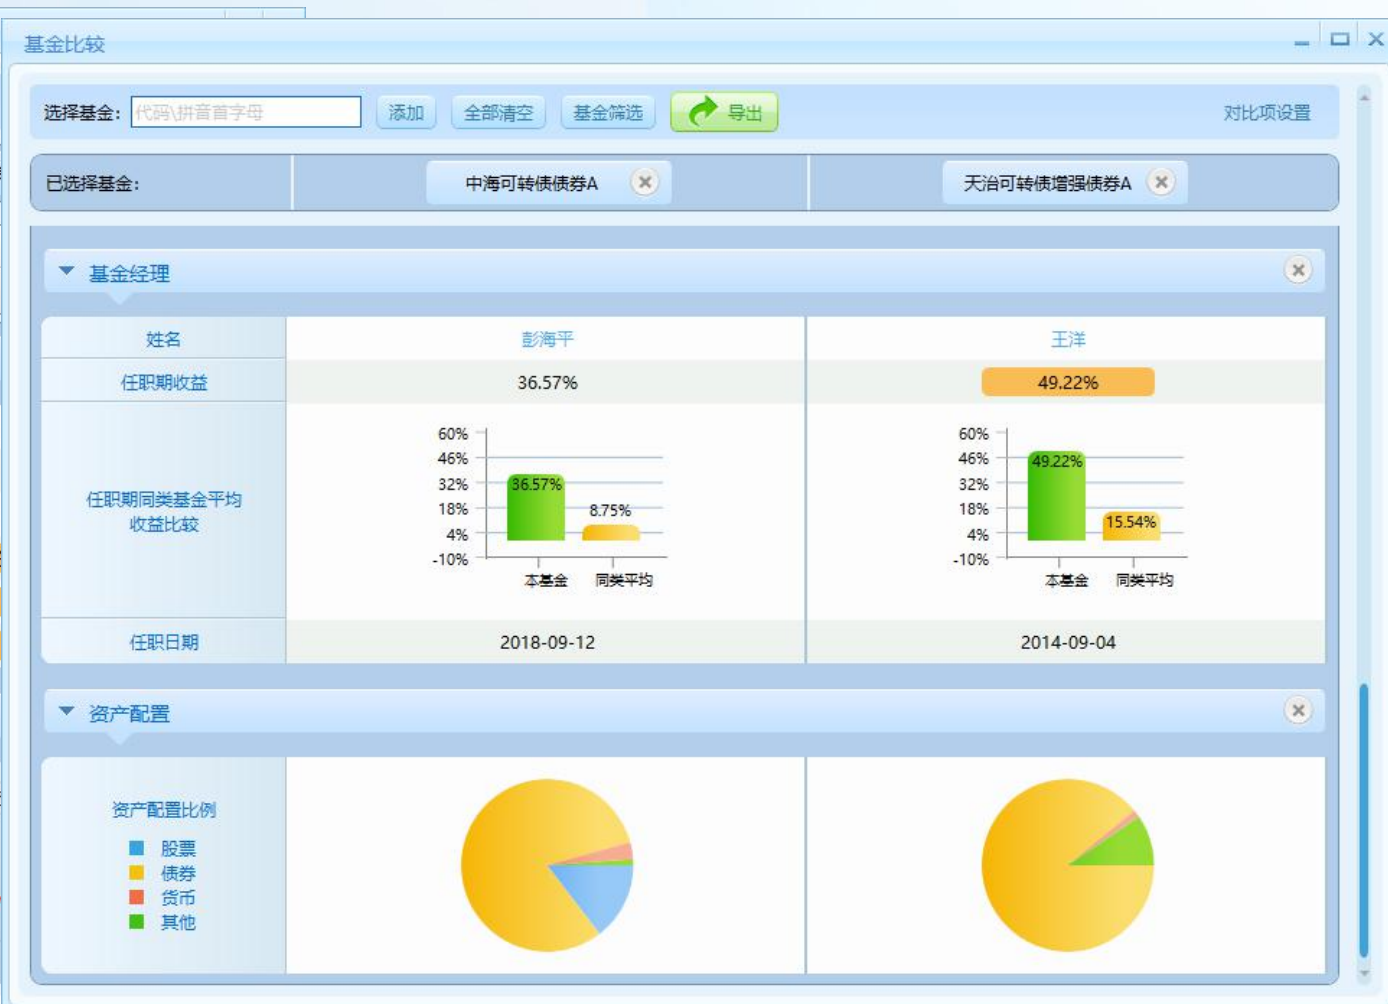 基金比较
选择基金: 代码\拼音首字母 添加 全部清空 基金筛选 导出 对比项设置
已选择基金: 中海可转债债券A 天治可转债增强债券A
基金经理
姓名 彭海平 王洋
任职期收益 36.57% 49.22%
任职期同类基金平均
收益比较
60%
46%
32%
18%
4%
-10%
36.57%
8.75%
本基金 同类平均
60%
46%
32%
18%
4%
-10%
49.22%
15.54%
本基金 同类平均
任职日期 2018-09-12 2014-09-04
资产配置
资产配置比例
股票
债券
货币
其他